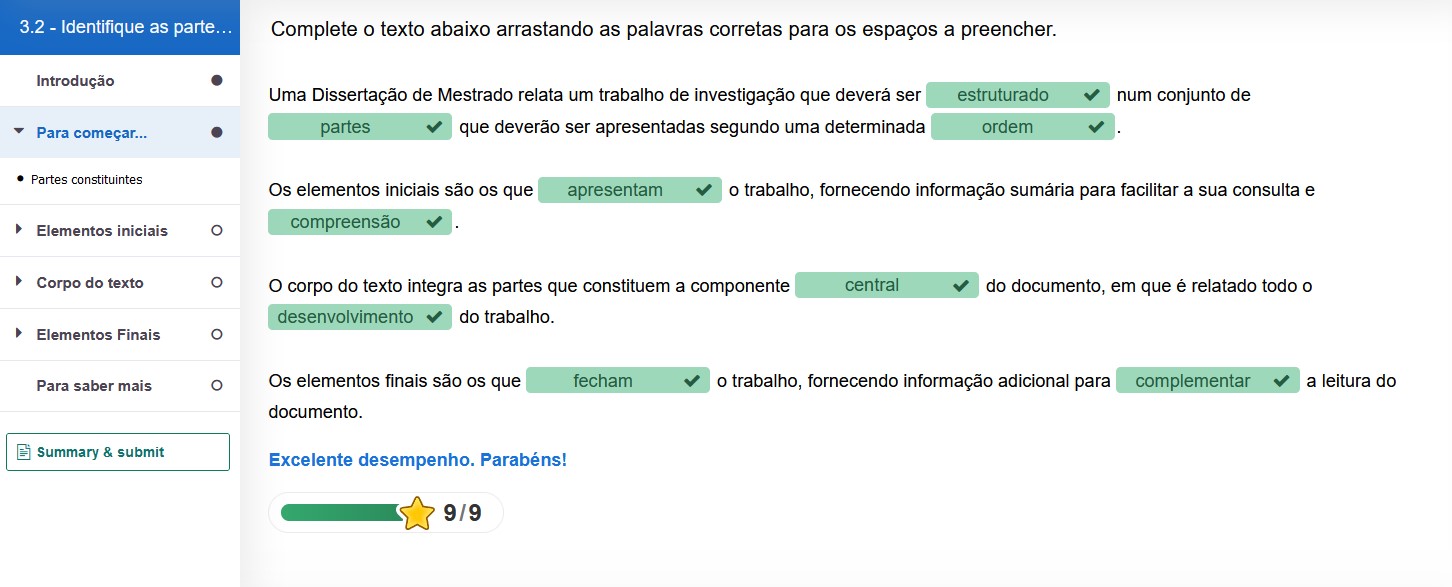 3.2 - Identifique as parte...
Introdução
Para começar...
Partes constituintes
Elementos iniciais
Corpo do texto
Elementos Finais
Para saber mais
Summary & submit
Complete o texto abaixo arrastando as palavras corretas para os espaços a preencher.
Uma Dissertação de Mestrado relata um trabalho de investigação que deverá ser estruturado num conjunto de
partes que deverão ser apresentadas segundo uma determinada ordem .
Os elementos iniciais são os que apresentam o trabalho, fornecendo informação sumária para facilitar a sua consulta e
compreensão .
O corpo do texto integra as partes que constituem a componente central do documento, em que é relatado todo o
desenvolvimento do trabalho.
Os elementos finais são os que fecham o trabalho, fornecendo informação adicional para complementar a leitura do
documento.
Excelente desempenho. Parabéns!
9/9